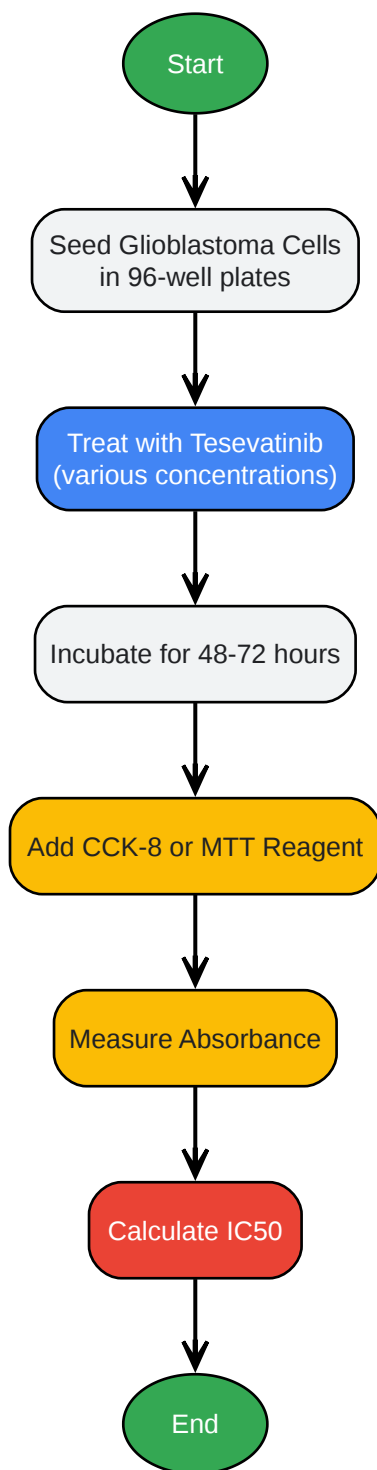 Start
Seed Glioblastoma Cells
in 96-well plates
Treat with Tesevatinib
(various concentrations)
Incubate for 48-72 hours
Add CCK-8 or MTT Reagent
Measure Absorbance
Calculate IC50
End